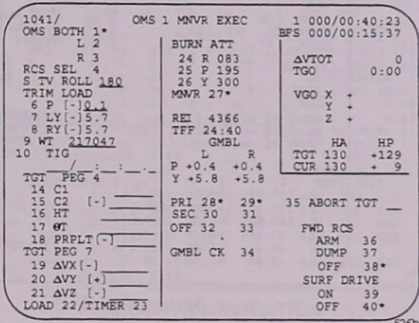 1041/ OMS 1 MNVR EXEC 1 000/00:40:23
OMS BOTH 1* BFS 000/00:15:37
L 2 BURN ATT
R 3 24 R 083 ΔVTOT 0
RCS SEL 4 25 P 195 TGO 0:00
S TV ROLL 180 26 Y 300
TRIM LOAD MNVR 27* VGO X +
6 P [-]0.1 Y +
7 LY[-]5.7 REI 4366 Z +
8 RY[-]5.7 TFF 24:40
9 WT 217047 GMBL HA HP
10 TIG L R TGT 130 +129
__/__:__:__._ P +0.4 +0.4 CUR 130 + 9
TGT PEG 4 Y +5.8 +5.8
14 C1
15 C2 [-] PRI 28* 29* 35 ABORT TGT __
16 HT SEC 30 31
17 θT OFF 32 33 FWD RCS
18 PRPLT[-] ARM 36
TGT PEG 7 GMBL CK 34 DUMP 37
19 ΔVX[-] OFF 38*
20 ΔVY [+] SURF DRIVE
21 ΔVZ [-] ON 39
LOAD 22/TIMER 23 OFF 40*